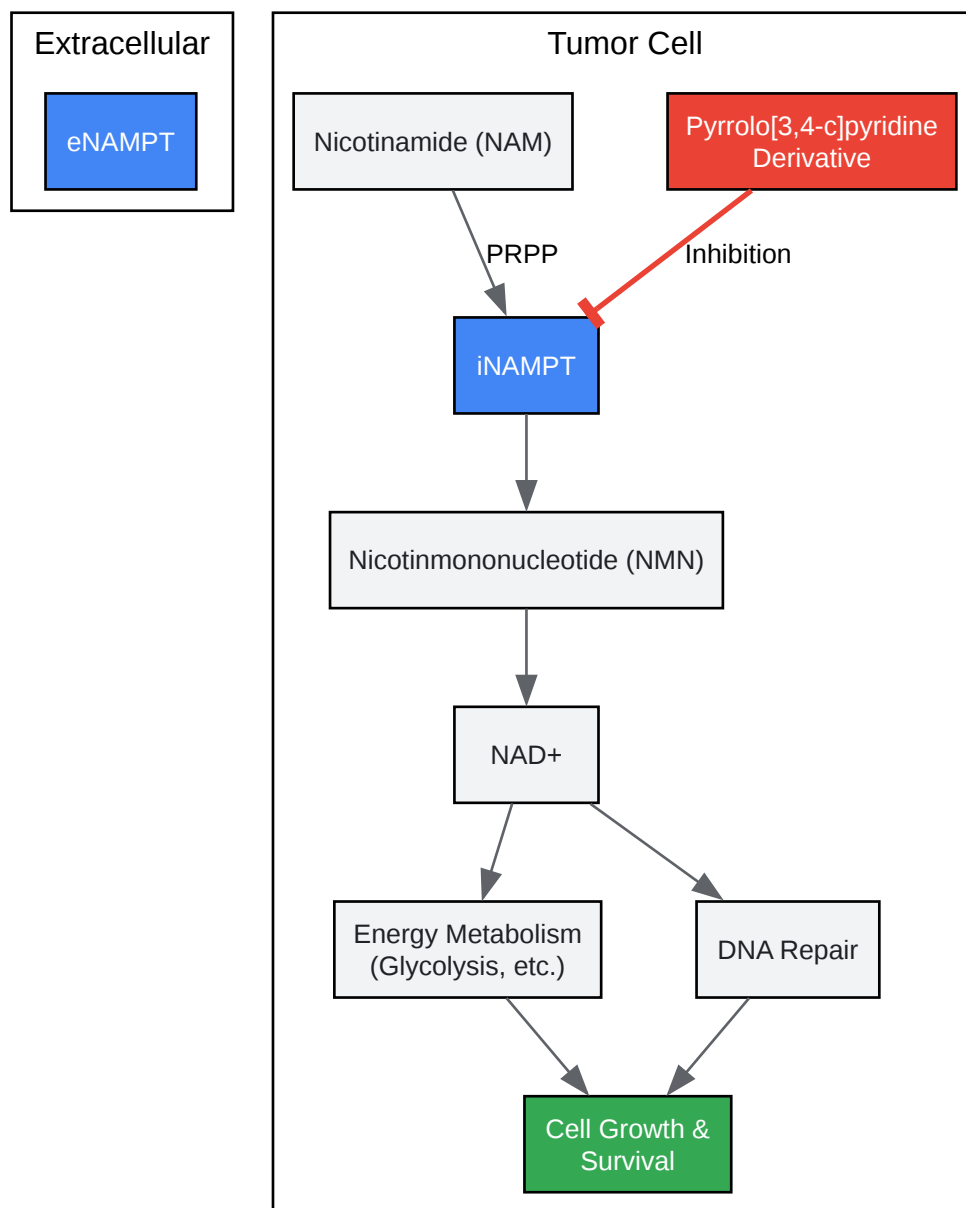 Extracellular
eNAMPT
Tumor Cell
Nicotinamide (NAM)
Pyrrolo[3,4-c]pyridine
Derivative
PRPP
Inhibition
iNAMPT
Nicotinmononucleotide (NMN)
NAD+
Energy Metabolism
(Glycolysis, etc.)
DNA Repair
Cell Growth &
Survival